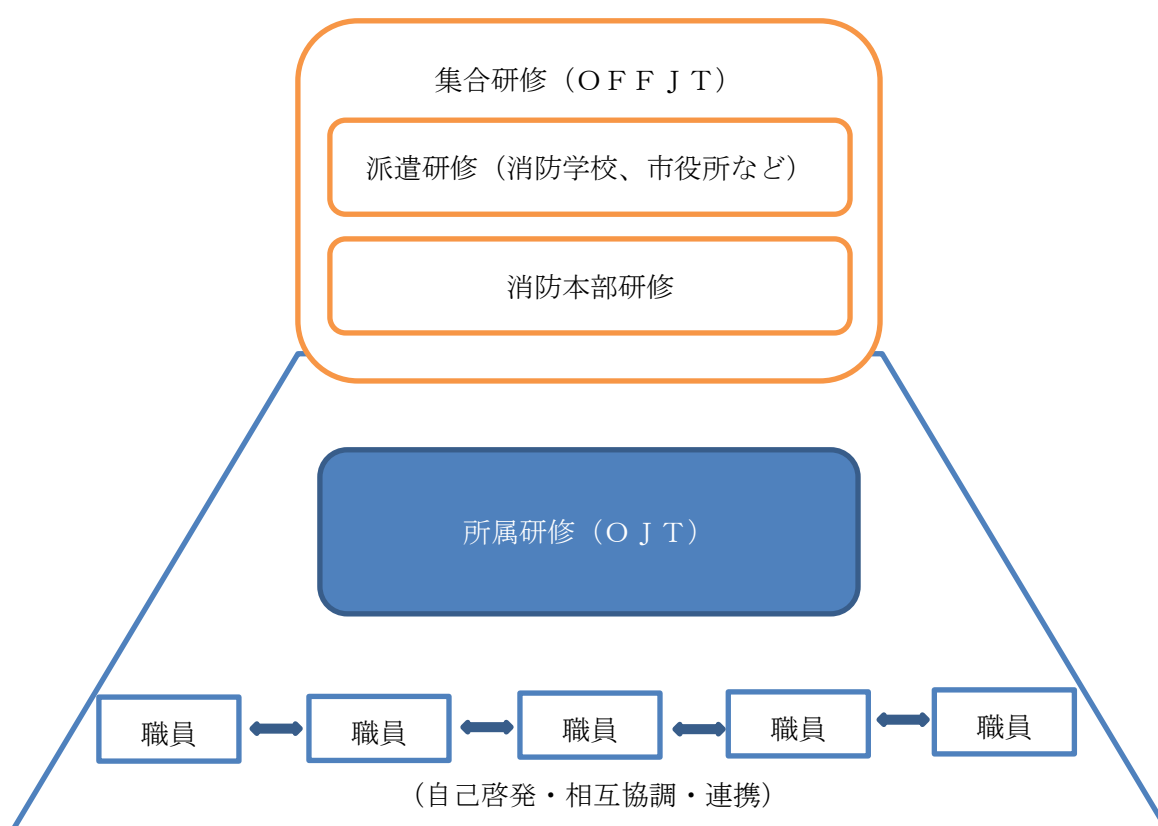 集合研修（ＯＦＦＪＴ）
派遣研修（消防学校、市役所など）
消防本部研修
所属研修（ＯＪＴ）
職員
職員
職員
職員
職員
（自己啓発・相互協調・連携）